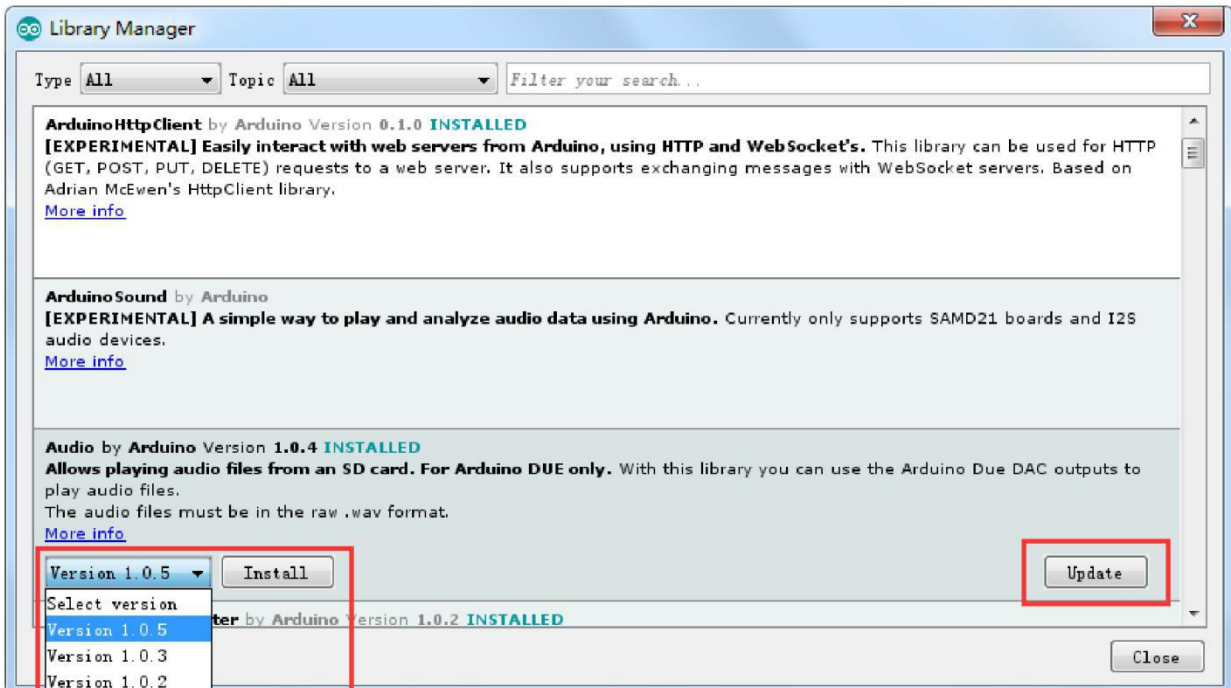 Library Manager
Type All Topic All Filter your search...
ArduinoHttpClient by Arduino Version 0.1.0 INSTALLED
[EXPERIMENTAL] Easily interact with web servers from Arduino, using HTTP and WebSocket's. This library can be used for HTTP
(GET, POST, PUT, DELETE) requests to a web server. It also supports exchanging messages with WebSocket servers. Based on
Adrian McEwen's HttpClient library.
More info
ArduinoSound by Arduino
[EXPERIMENTAL] A simple way to play and analyze audio data using Arduino. Currently only supports SAMD21 boards and I2S
audio devices.
More info
Audio by Arduino Version 1.0.4 INSTALLED
Allows playing audio files from an SD card. For Arduino DUE only. With this library you can use the Arduino Due DAC outputs to
play audio files.
The audio files must be in the raw .wav format.
More info
Version 1.0.5 Install Update
Select version
ter by Arduino Version 1.0.2 INSTALLED
Version 1.0.5
Version 1.0.3
Close
Version 1.0.2